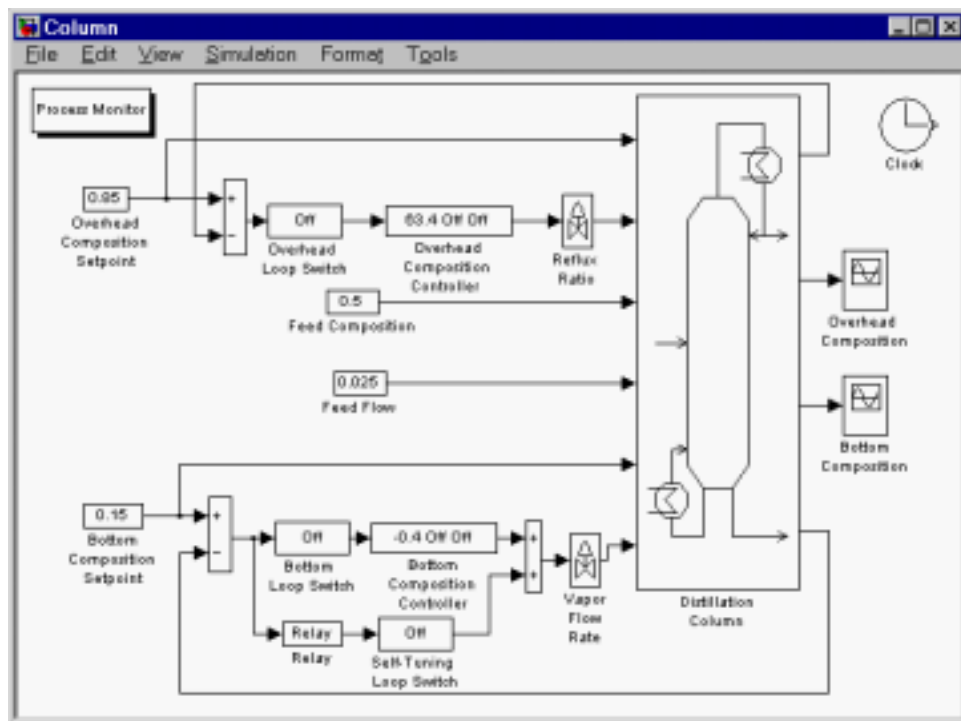 Column
File Edit View Simulation Format Tools
Process Monitor
Clock
0.85
Overhead
Composition
Setpoint
+
−
Off
Overhead
Loop Switch
63.4 Off Off
Overhead
Composition
Controller
Reflux
Ratio
0.5
Feed Composition
0.025
Feed Flow
Overhead
Composition
Bottom
Composition
0.15
Bottom
Composition
Setpoint
+
−
Off
Bottom
Loop Switch
-0.4 Off Off
Bottom
Composition
Controller
+
+
Vapor
Flow
Rate
Distillation
Column
Relay
Relay
Off
Self-Tuning
Loop Switch